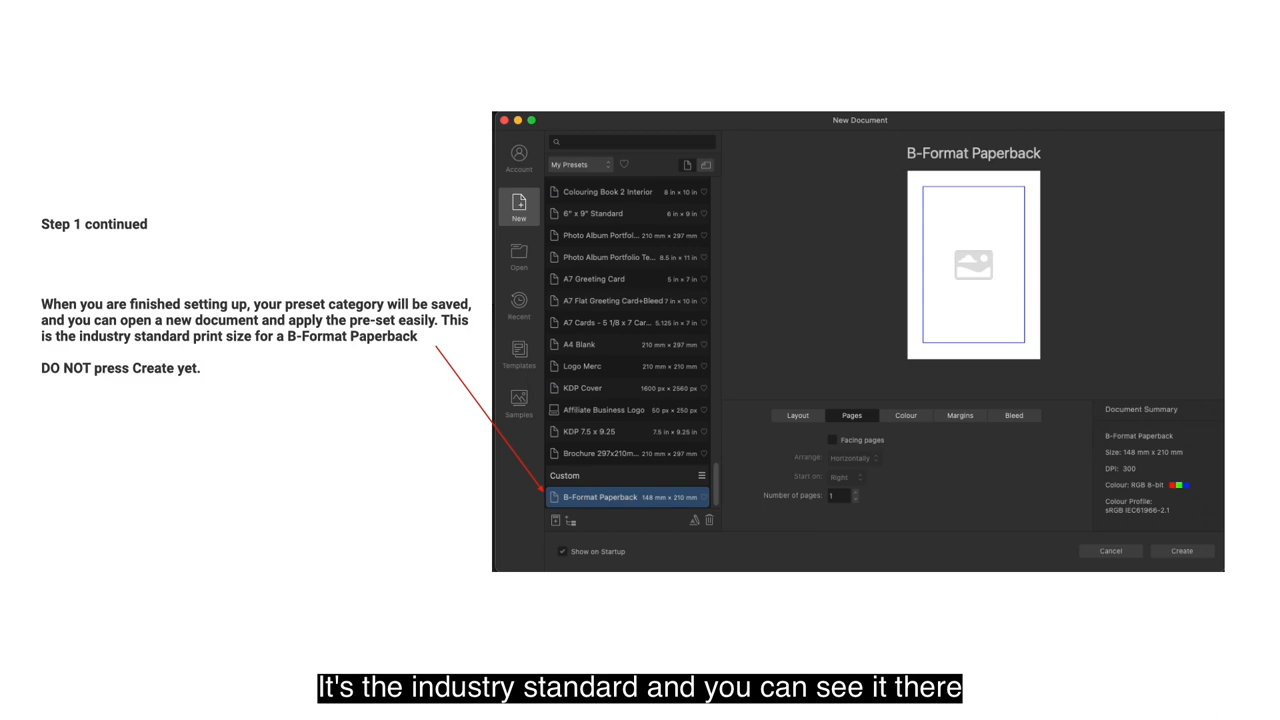 New Document
Account
New
Open
Recent
Templates
Samples
My Presets
Colouring Book 2 Interior 8 in × 10 in
6" x 9" Standard 6 in × 9 in
Photo Album Portfol... 210 mm × 297 mm
Photo Album Portfolio Te... 8.5 in × 11 in
A7 Greeting Card 5 in × 7 in
A7 Flat Greeting Card+Bleed 7 in × 10 in
A7 Cards - 5 1/8 x 7 Car... 5.125 in × 7 in
A4 Blank 210 mm × 297 mm
Logo Merc 210 mm × 210 mm
KDP Cover 1600 px × 2560 px
Affiliate Business Logo 50 px × 250 px
KDP 7.5 x 9.25 7.5 in × 9.25 in
Brochure 297x210m... 210 mm × 297 mm
Custom
B-Format Paperback 148 mm × 210 mm
Show on Startup
B-Format Paperback
Layout Pages Colour Margins Bleed
Facing pages
Arrange: Horizontally
Start on: Right
Number of pages: 1
Document Summary
B-Format Paperback
Size: 148 mm x 210 mm
DPI: 300
Colour: RGB 8-bit
Colour Profile:
sRGB IEC61966-2.1
Cancel Create
Step 1 continued
When you are finished setting up, your preset category will be saved,
and you can open a new document and apply the pre-set easily. This
is the industry standard print size for a B-Format Paperback
DO NOT press Create yet.
It's the industry standard and you can see it there